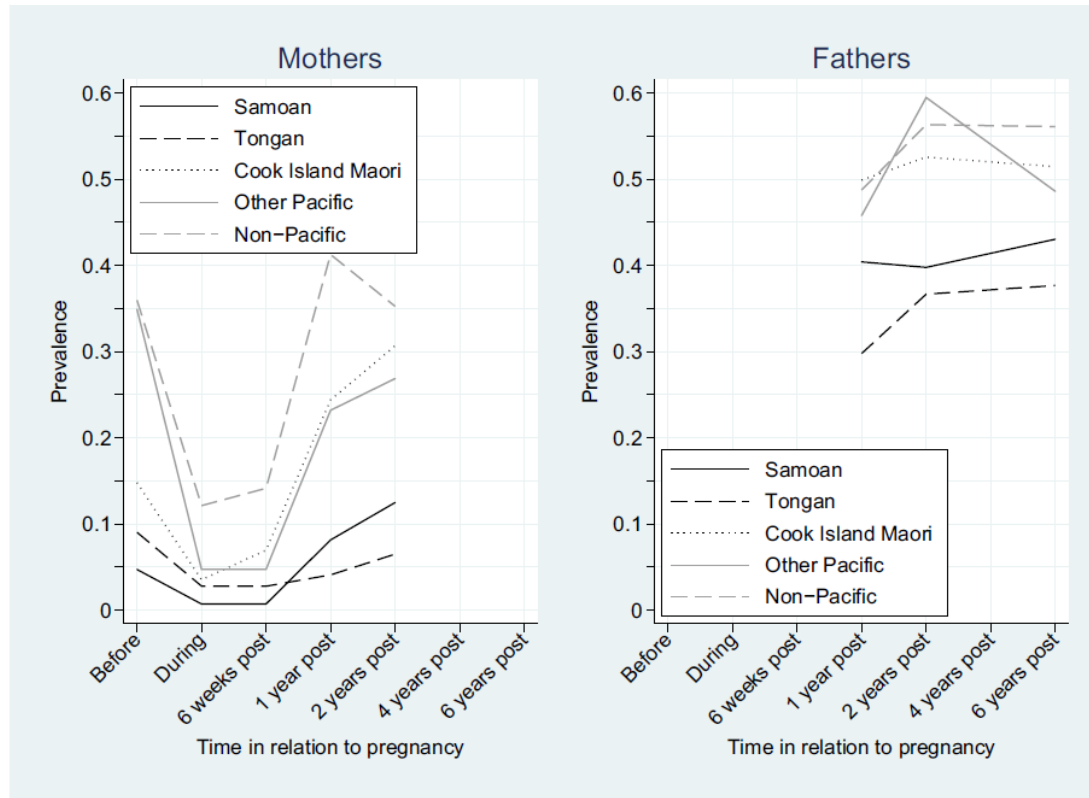 Mothers
Prevalence
0.6
0.5
0.4
0.3
0.2
0.1
0
Samoan
Tongan
Cook Island Maori
Other Pacific
Non−Pacific
Before
During
6 weeks post
1 year post
2 years post
4 years post
6 years post
Time in relation to pregnancy
Fathers
Prevalence
0.6
0.5
0.4
0.3
0.2
0.1
0
Samoan
Tongan
Cook Island Maori
Other Pacific
Non−Pacific
Before
During
6 weeks post
1 year post
2 years post
4 years post
6 years post
Time in relation to pregnancy